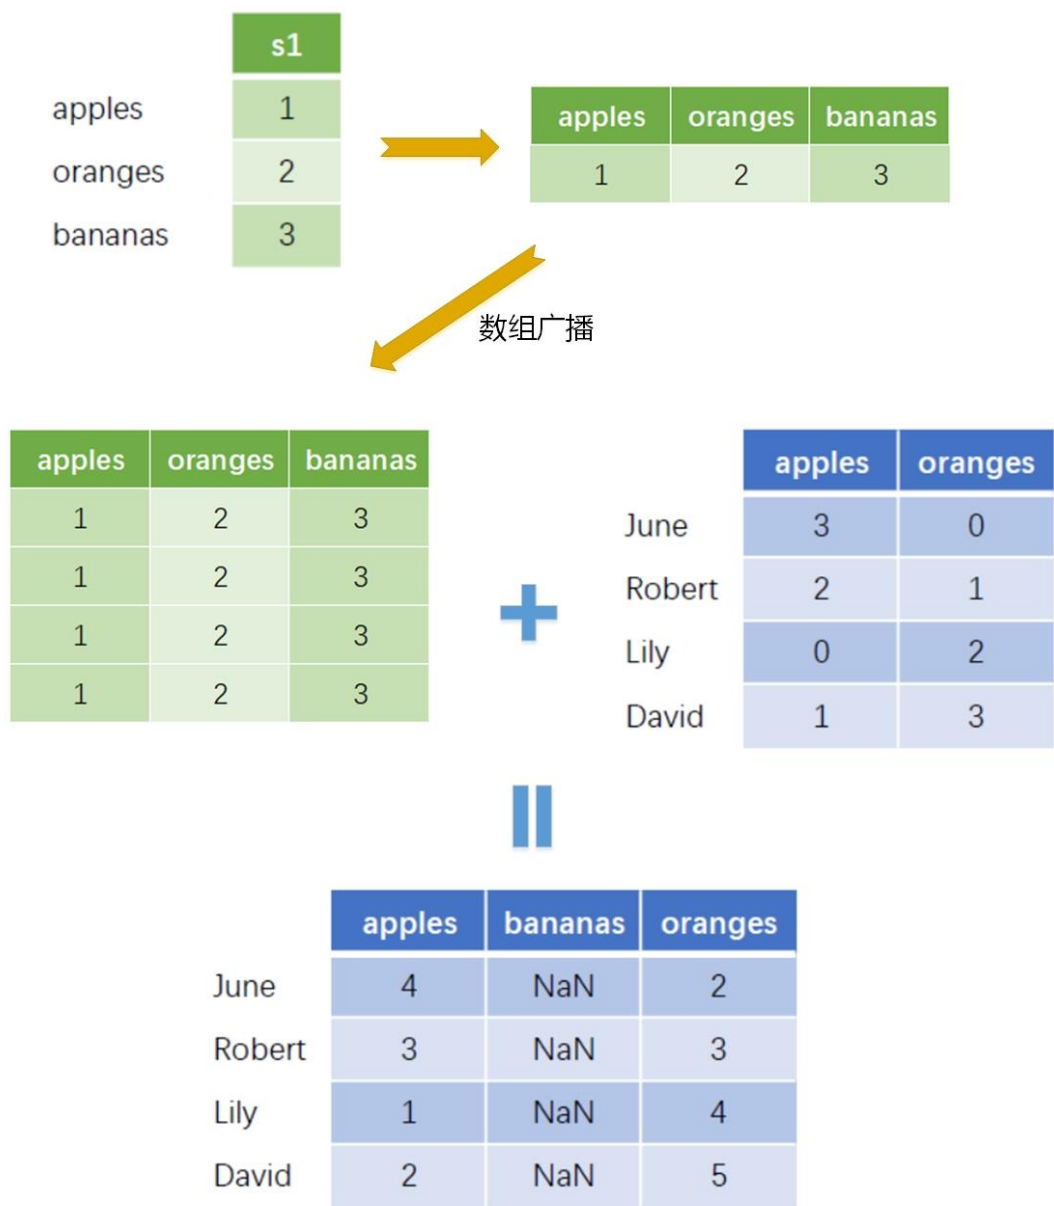 s1
apples 1
oranges 2
bananas 3
apples oranges bananas
1 2 3
数组广播
apples oranges bananas
1 2 3
1 2 3
1 2 3
1 2 3
apples oranges
June 3 0
Robert 2 1
Lily 0 2
David 1 3
apples bananas oranges
June 4 NaN 2
Robert 3 NaN 3
Lily 1 NaN 4
David 2 NaN 5